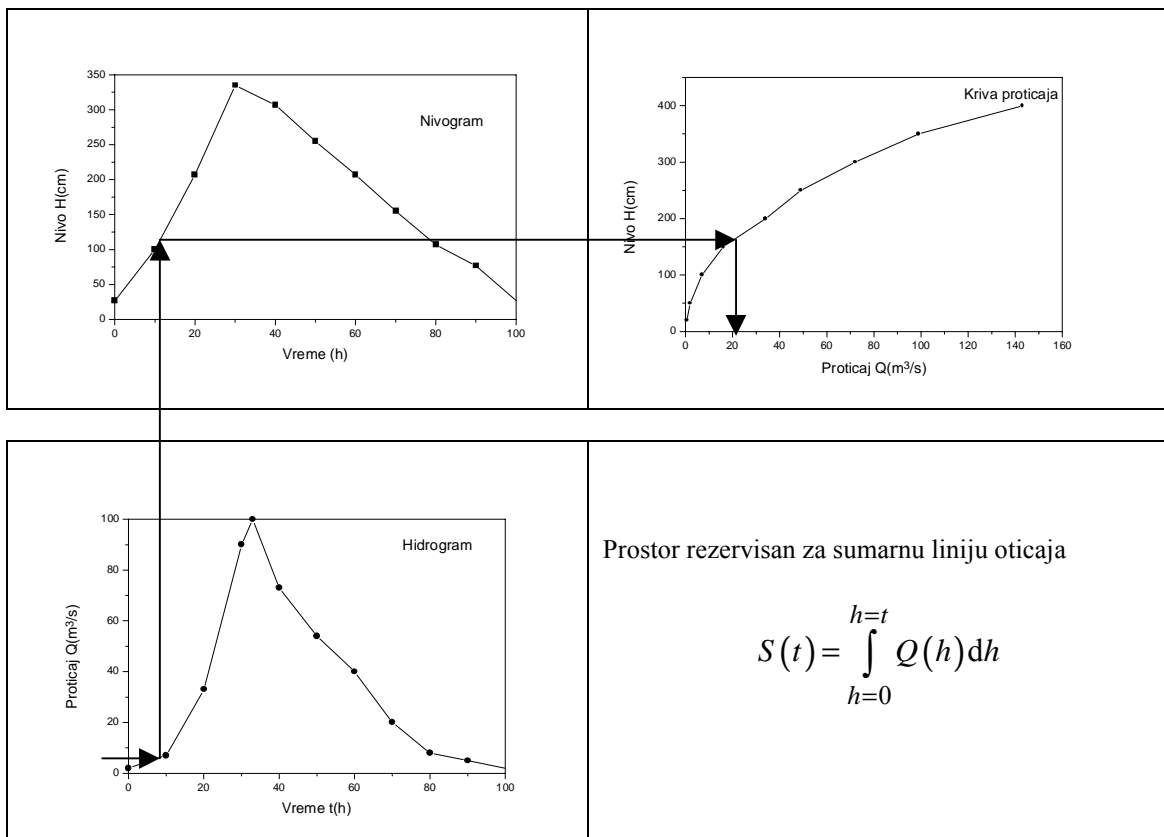 350
300
250
200
150
100
50
0
Nivo H(cm)
Nivogram
0 20 40 60 80 100
Vreme (h)
400
300
200
100
0
Nivo H(cm)
Kriva proticaja
0 20 40 60 80 100 120 140 160
Proticaj Q(m³/s)
100
80
60
40
20
0
Proticaj Q(m³/s)
Hidrogram
0 20 40 60 80 100
Vreme t(h)
Prostor rezervisan za sumarnu liniju oticaja
h=t
S(t) = ∫ Q(h)dh
h=0